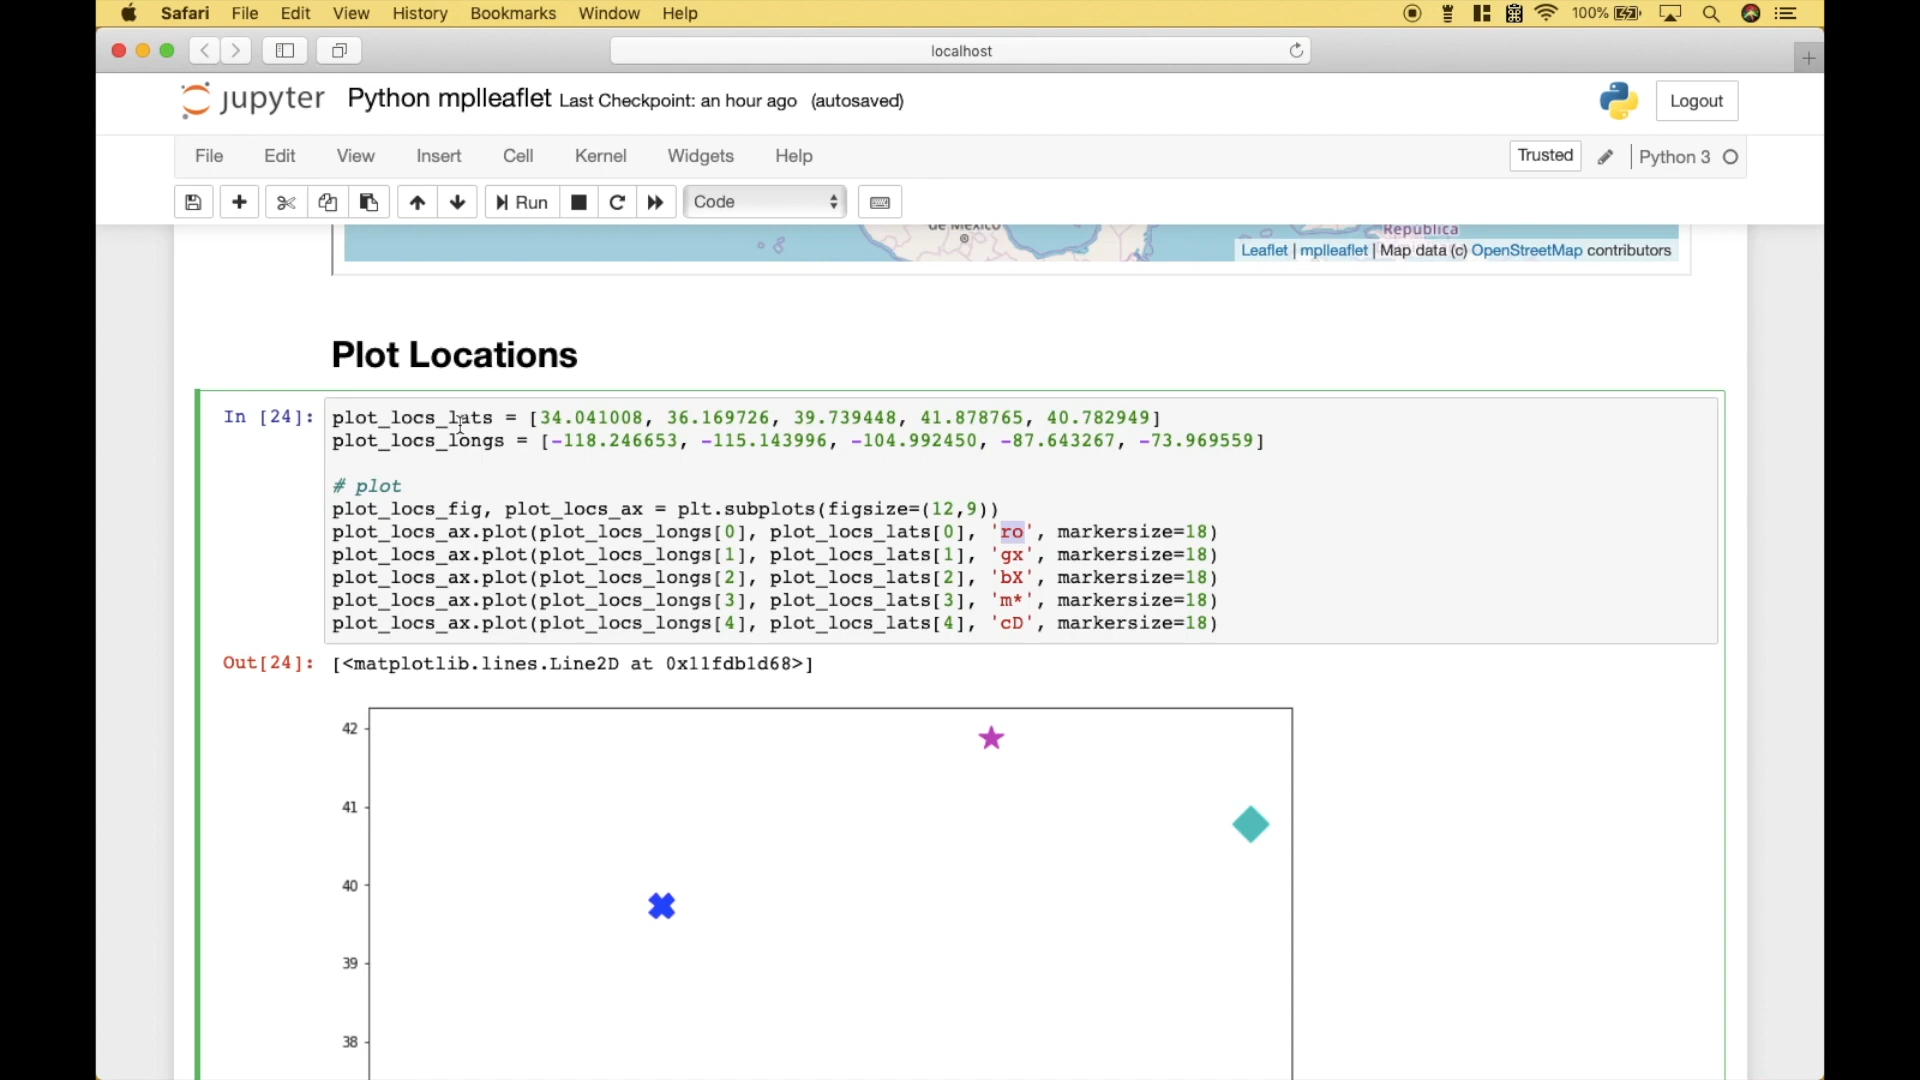 Safari File Edit View History Bookmarks Window Help 100%
localhost
jupyter Python mplleaflet Last Checkpoint: an hour ago (autosaved) Logout
File Edit View Insert Cell Kernel Widgets Help Trusted Python 3
Run Code
de México
República
Leaflet | mplleaflet | Map data (c) OpenStreetMap contributors
Plot Locations
In [24]: plot_locs_lats = [34.041008, 36.169726, 39.739448, 41.878765, 40.782949]
plot_locs_longs = [-118.246653, -115.143996, -104.992450, -87.643267, -73.969559]
# plot
plot_locs_fig, plot_locs_ax = plt.subplots(figsize=(12,9))
plot_locs_ax.plot(plot_locs_longs[0], plot_locs_lats[0], 'ro', markersize=18)
plot_locs_ax.plot(plot_locs_longs[1], plot_locs_lats[1], 'gx', markersize=18)
plot_locs_ax.plot(plot_locs_longs[2], plot_locs_lats[2], 'bX', markersize=18)
plot_locs_ax.plot(plot_locs_longs[3], plot_locs_lats[3], 'm*', markersize=18)
plot_locs_ax.plot(plot_locs_longs[4], plot_locs_lats[4], 'cD', markersize=18)
Out[24]: [<matplotlib.lines.Line2D at 0x11fdb1d68>]
42
41
40
39
38